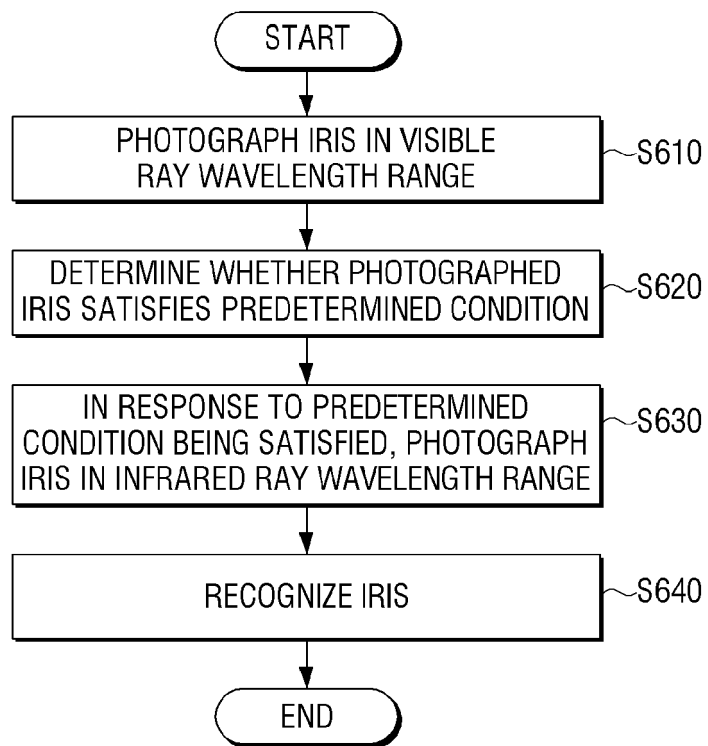 START
PHOTOGRAPH IRIS IN VISIBLE
RAY WAVELENGTH RANGE
S610
DETERMINE WHETHER PHOTOGRAPHED
IRIS SATISFIES PREDETERMINED CONDITION
S620
IN RESPONSE TO PREDETERMINED
CONDITION BEING SATISFIED, PHOTOGRAPH
IRIS IN INFRARED RAY WAVELENGTH RANGE
S630
RECOGNIZE IRIS
S640
END